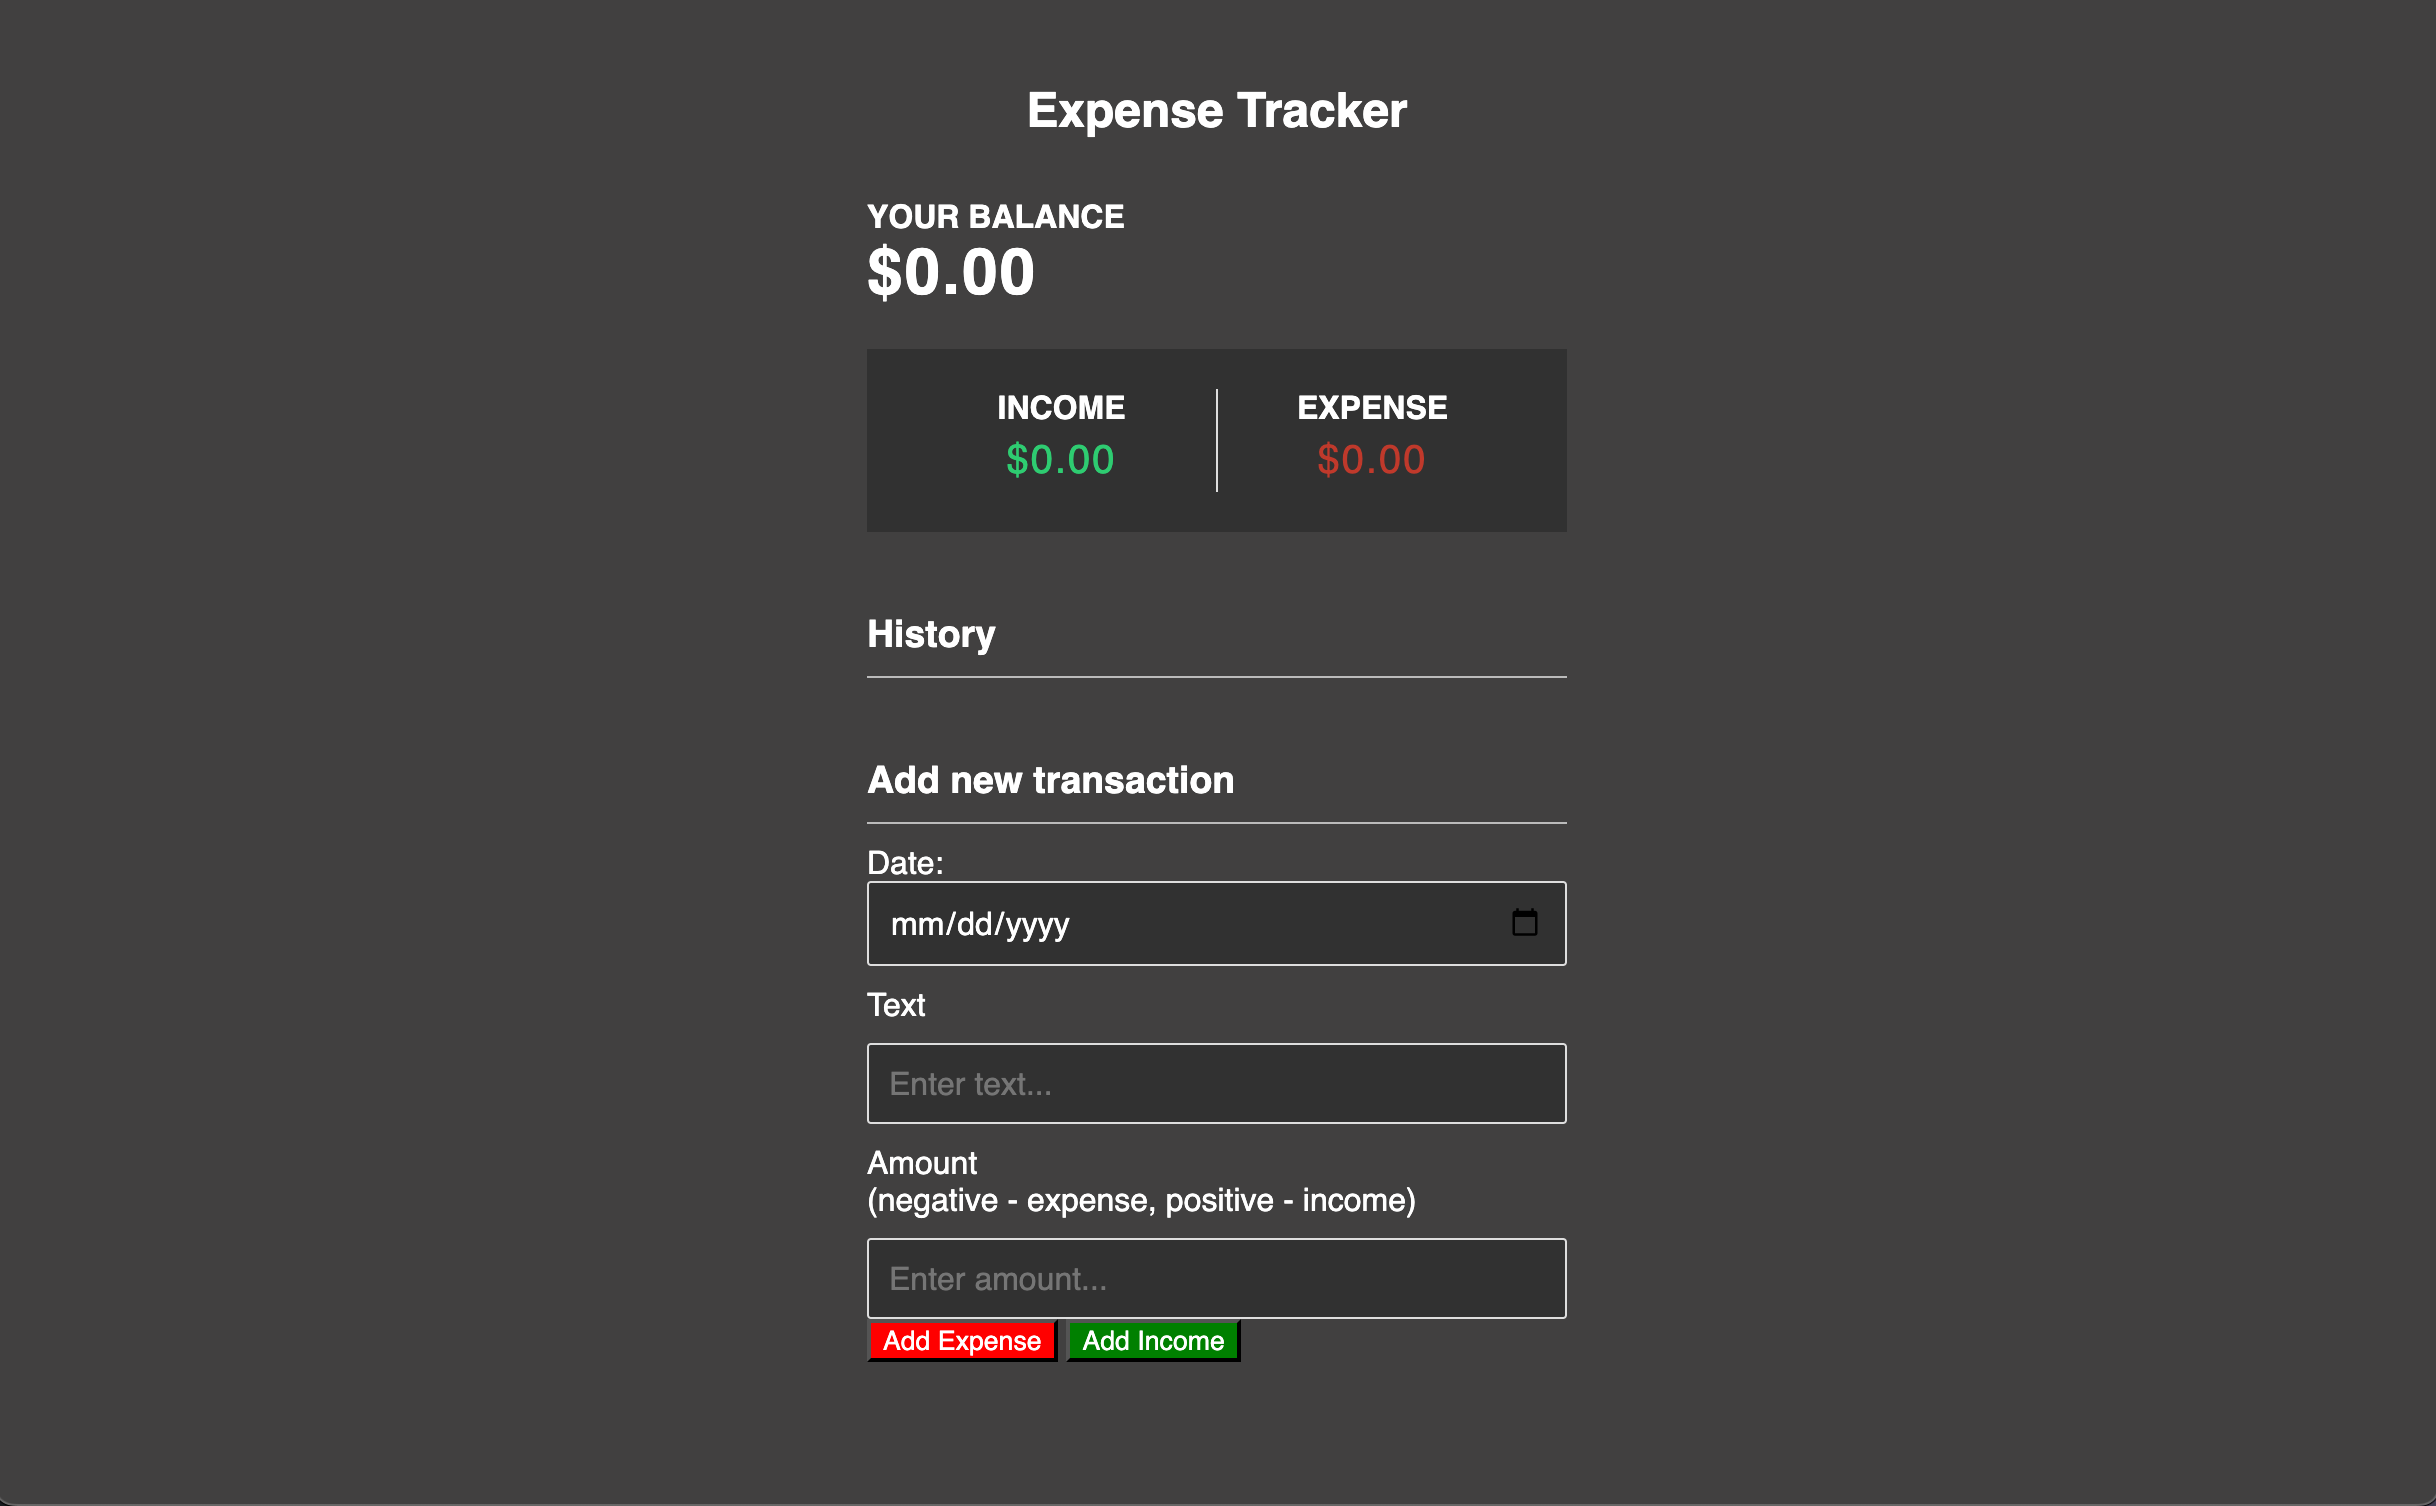 Expense Tracker
YOUR BALANCE
$0.00
INCOME
EXPENSE
$0.00
$0.00
History
Add new transaction
Date:
mm/dd/yyyy
Text
Enter text...
Amount
(negative - expense, positive - income)
Enter amount...
Add Expense
Add Income